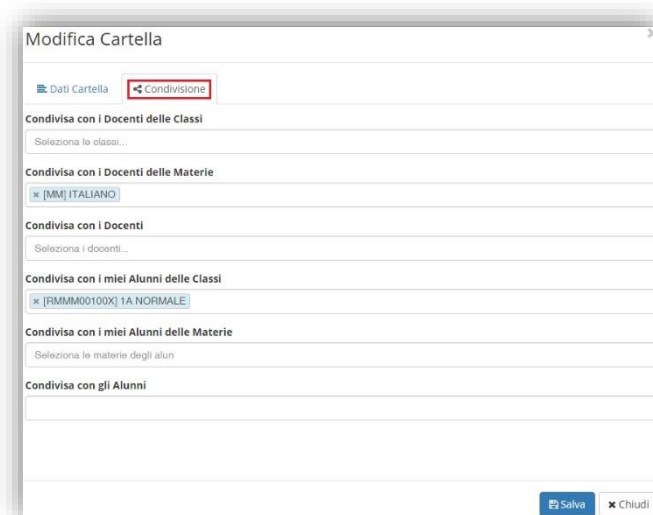 Modifica Cartella
Dati Cartella
Condivisione
Condivisa con i Docenti delle Classi
Seleziona le classi...
Condivisa con i Docenti delle Materie
× [MM] ITALIANO
Condivisa con i Docenti
Seleziona i docenti...
Condivisa con i miei Alunni delle Classi
× [RMMM00100X] 1A NORMALE
Condivisa con i miei Alunni delle Materie
Seleziona le materie degli alun
Condivisa con gli Alunni
Salva
× Chiudi